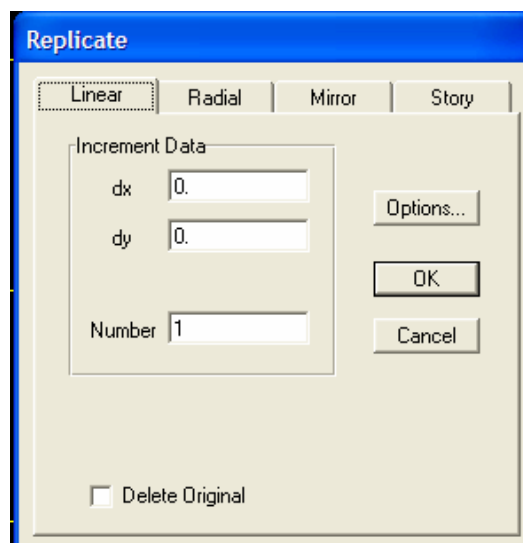 Replicate
Linear Radial Mirror Story
Increment Data
dx 0.
dy 0.
Number 1
Options...
OK
Cancel
Delete Original